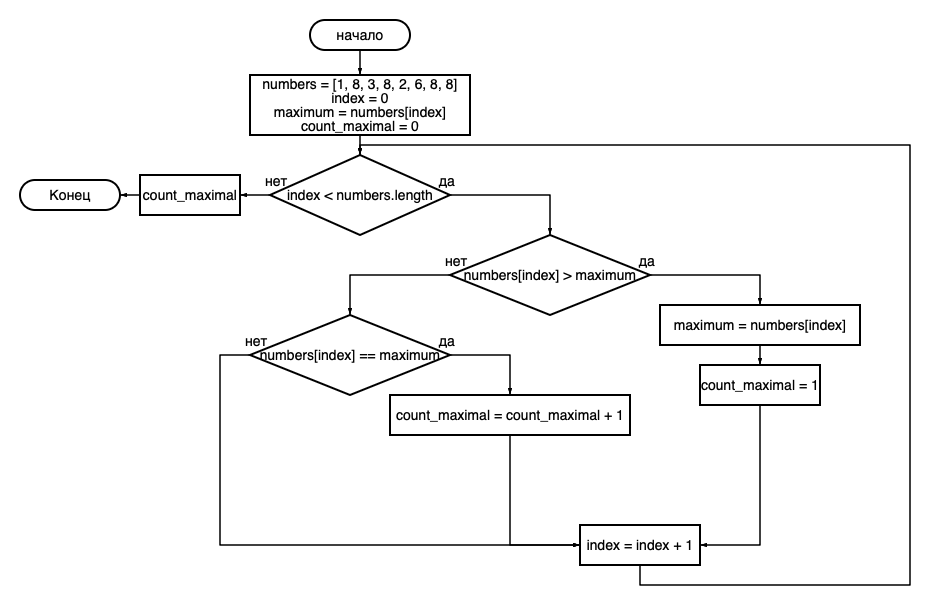 начало
numbers = [1, 8, 3, 8, 2, 6, 8, 8]
index = 0
maximum = numbers[index]
count_maximal = 0
нет
да
Конец
count_maximal
index < numbers.length
нет
да
numbers[index] > maximum
maximum = numbers[index]
нет
да
numbers[index] == maximum
count_maximal = 1
count_maximal = count_maximal + 1
index = index + 1